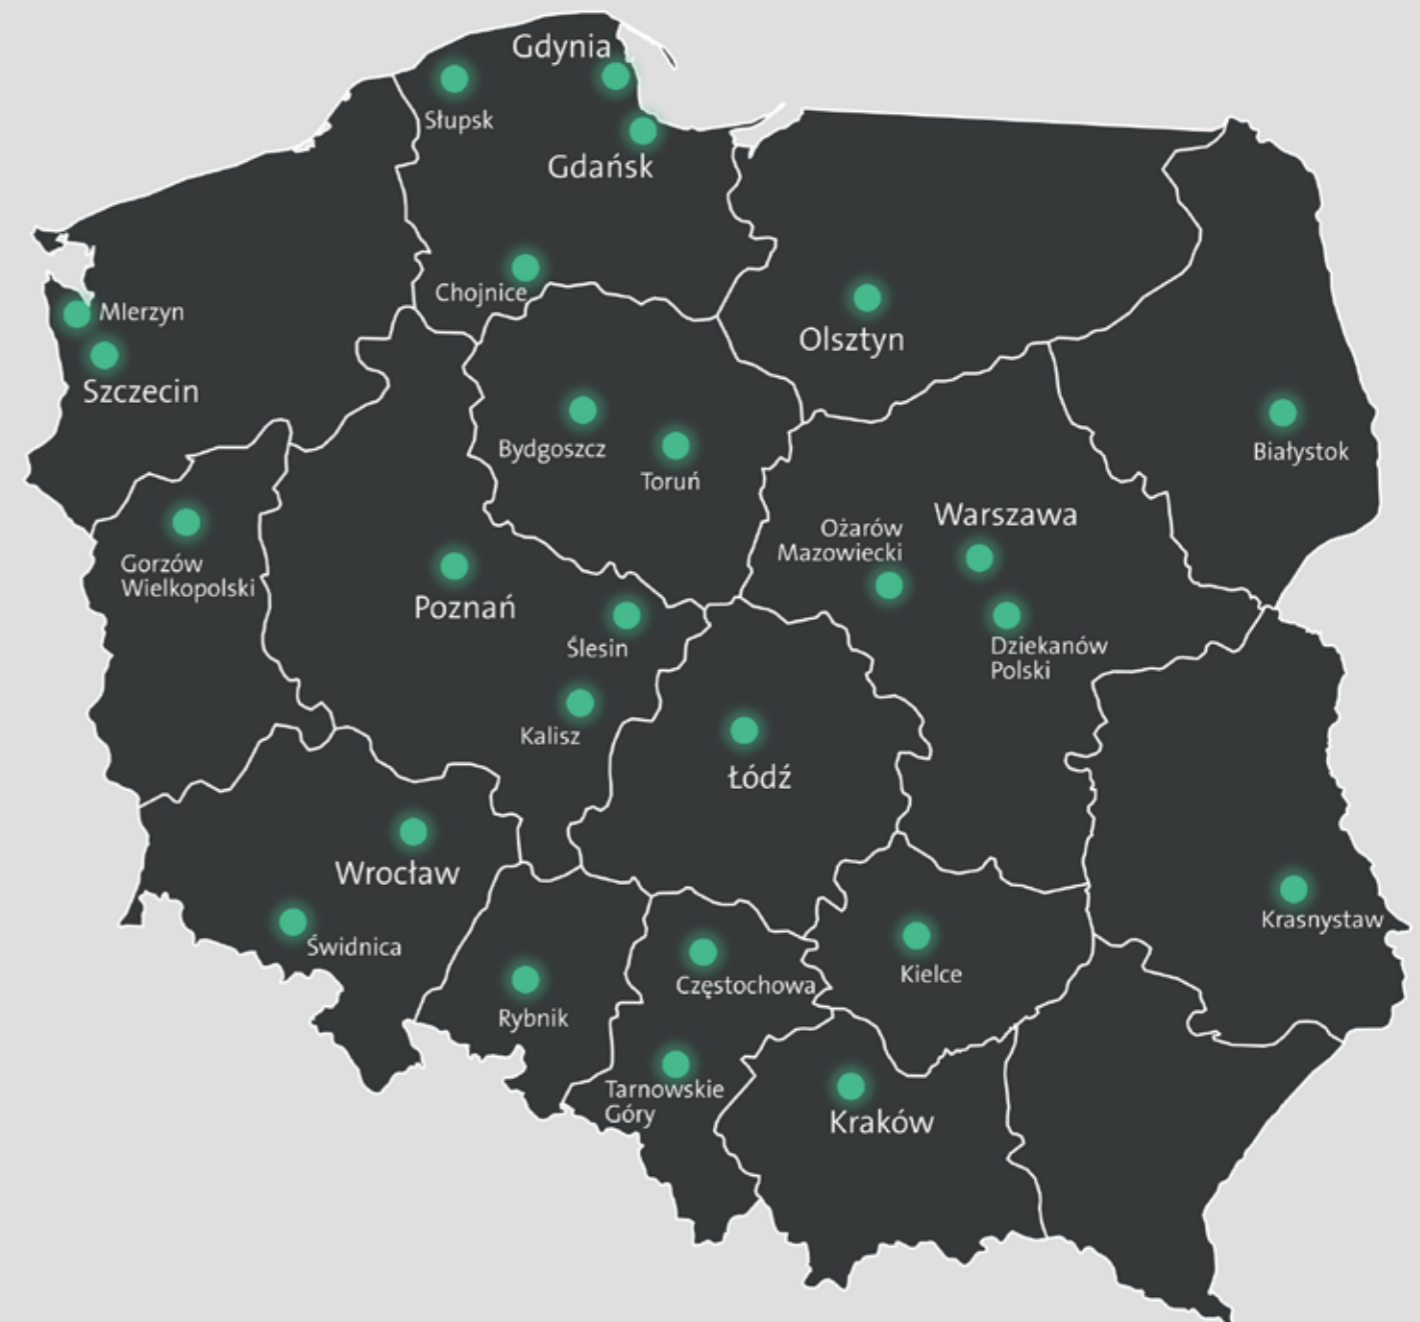 Gdynia
Słupsk
Gdańsk
Chojnice
MIerzyn
Olsztyn
Szczecin
Bydgoszcz
Białystok
Toruń
Warszawa
Ożarów
Mazowiecki
Gorzów
Wielkopolski
Poznań
Ślesin
Dziekanów
Polski
Kalisz
Łódź
Wrocław
Krasnystaw
Świdnica
Kielce
Częstochowa
Rybnik
Tarnowskie
Góry
Kraków